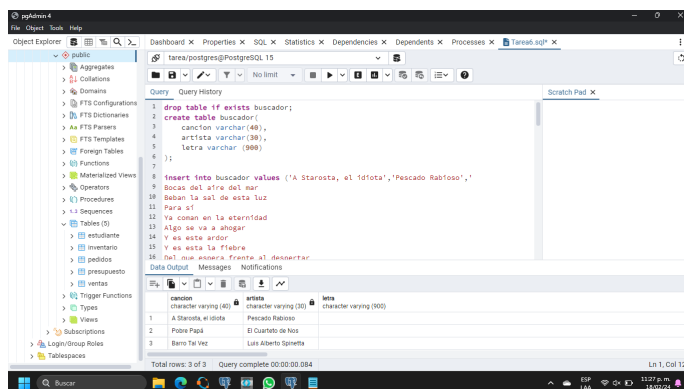 pgAdmin 4
File Object Tools Help
Object Explorer
Dashboard Properties SQL Statistics Dependencies Dependents Processes Tarea6.sql*
public
Aggregates
Collations
Domains
FTS Configurations
FTS Dictionaries
FTS Parsers
FTS Templates
Foreign Tables
Functions
Materialized Views
Operators
Procedures
1..3 Sequences
Tables (5)
estudiante
inventario
pedidos
presupuesto
ventas
Trigger Functions
Types
Views
Subscriptions
Login/Group Roles
Tablespaces
tarea/postgres@PostgreSQL 15
No limit
Query Query History
Scratch Pad
1 drop table if exists buscador;
2 create table buscador(
3 cancion varchar(40),
4 artista varchar(30),
5 letra varchar (900)
6 );
7
8 insert into buscador values ('A Starosta, el idiota','Pescado Rabioso','
9 Bocas del aire del mar
10 Beban la sal de esta luz
11 Para sí
12 Ya coman en la eternidad
13 Algo se va a ahogar
14 Y es este ardor
15 Y es esta la fiebre
16 Del que espera frente al despertar
Data Output Messages Notifications
cancion artista letra
character varying (40) character varying (30) character varying (900)
1 A Starosta, el idiota Pescado Rabioso
2 Pobre Papá El Cuarteto de Nos
3 Barro Tal Vez Luis Alberto Spinetta
Total rows: 3 of 3 Query complete 00:00:00.084
Ln 1, Col 12
Buscar
ESP
LAA
11:27 p. m.
18/02/24